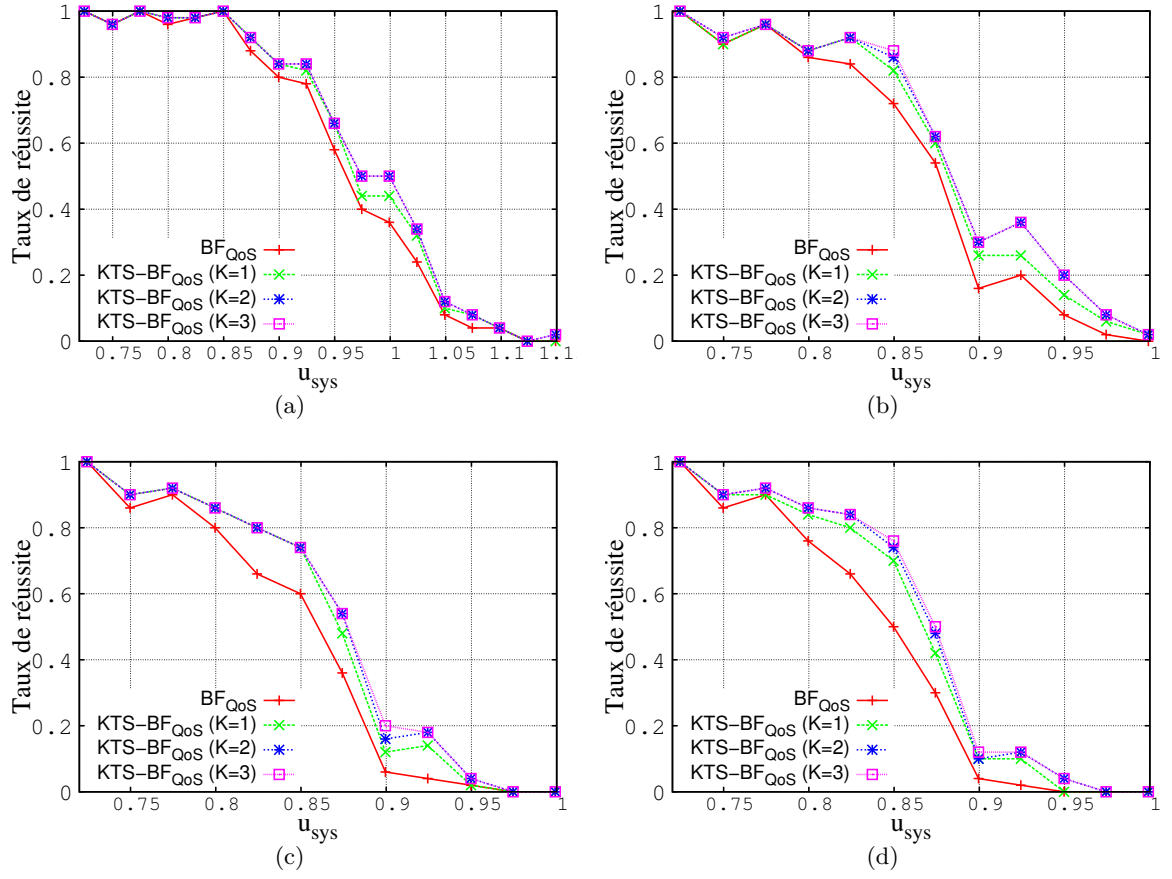 1
0.8
0.6
0.4
0.2
0
Taux de réussite
BF_QoS
KTS−BF_QoS (K=1)
KTS−BF_QoS (K=2)
KTS−BF_QoS (K=3)
0.75 0.8 0.85 0.9 0.95 1 1.05 1.1 1.1
u_sys
(a)
1
0.8
0.6
0.4
0.2
0
Taux de réussite
BF_QoS
KTS−BF_QoS (K=1)
KTS−BF_QoS (K=2)
KTS−BF_QoS (K=3)
0.75 0.8 0.85 0.9 0.95 1
u_sys
(b)
1
0.8
0.6
0.4
0.2
0
Taux de réussite
BF_QoS
KTS−BF_QoS (K=1)
KTS−BF_QoS (K=2)
KTS−BF_QoS (K=3)
0.75 0.8 0.85 0.9 0.95 1
u_sys
(c)
1
0.8
0.6
0.4
0.2
0
Taux de réussite
BF_QoS
KTS−BF_QoS (K=1)
KTS−BF_QoS (K=2)
KTS−BF_QoS (K=3)
0.75 0.8 0.85 0.9 0.95 1
u_sys
(d)